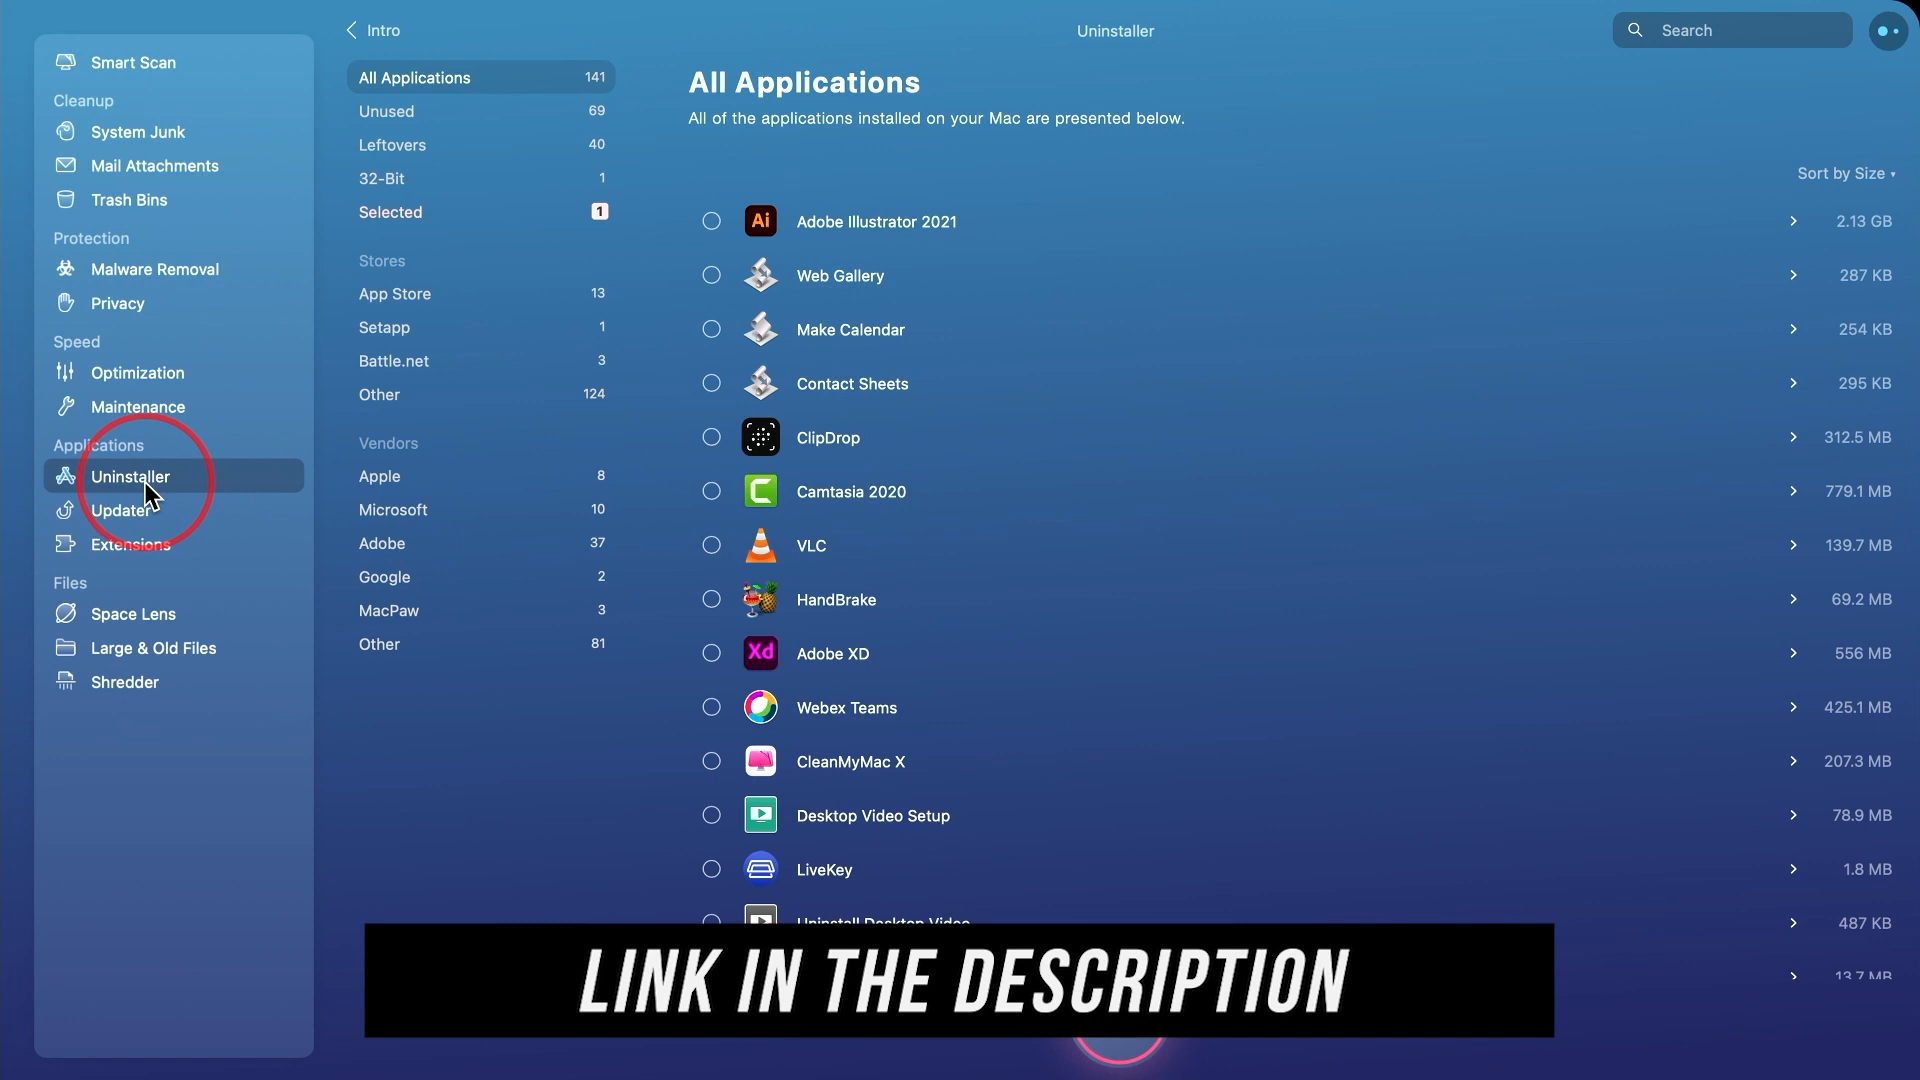 Intro
Uninstaller
Search
Smart Scan
Cleanup
System Junk
Mail Attachments
Trash Bins
Protection
Malware Removal
Privacy
Speed
Optimization
Maintenance
Applications
Uninstaller
Updater
Extensions
Files
Space Lens
Large & Old Files
Shredder
All Applications 141
Unused 69
Leftovers 40
32-Bit 1
Selected 1
Stores
App Store 13
Setapp 1
Battle.net 3
Other 124
Vendors
Apple 8
Microsoft 10
Adobe 37
Google 2
MacPaw 3
Other 81
All Applications
All of the applications installed on your Mac are presented below.
Sort by Size
Ai Adobe Illustrator 2021 2.13 GB
Web Gallery 287 KB
Make Calendar 254 KB
Contact Sheets 295 KB
ClipDrop 312.5 MB
Camtasia 2020 779.1 MB
VLC 139.7 MB
HandBrake 69.2 MB
Xd Adobe XD 556 MB
Webex Teams 425.1 MB
CleanMyMac X 207.3 MB
Desktop Video Setup 78.9 MB
LiveKey 1.8 MB
Uninstall Desktop Video 487 KB
13.7 MB
LINK IN THE DESCRIPTION